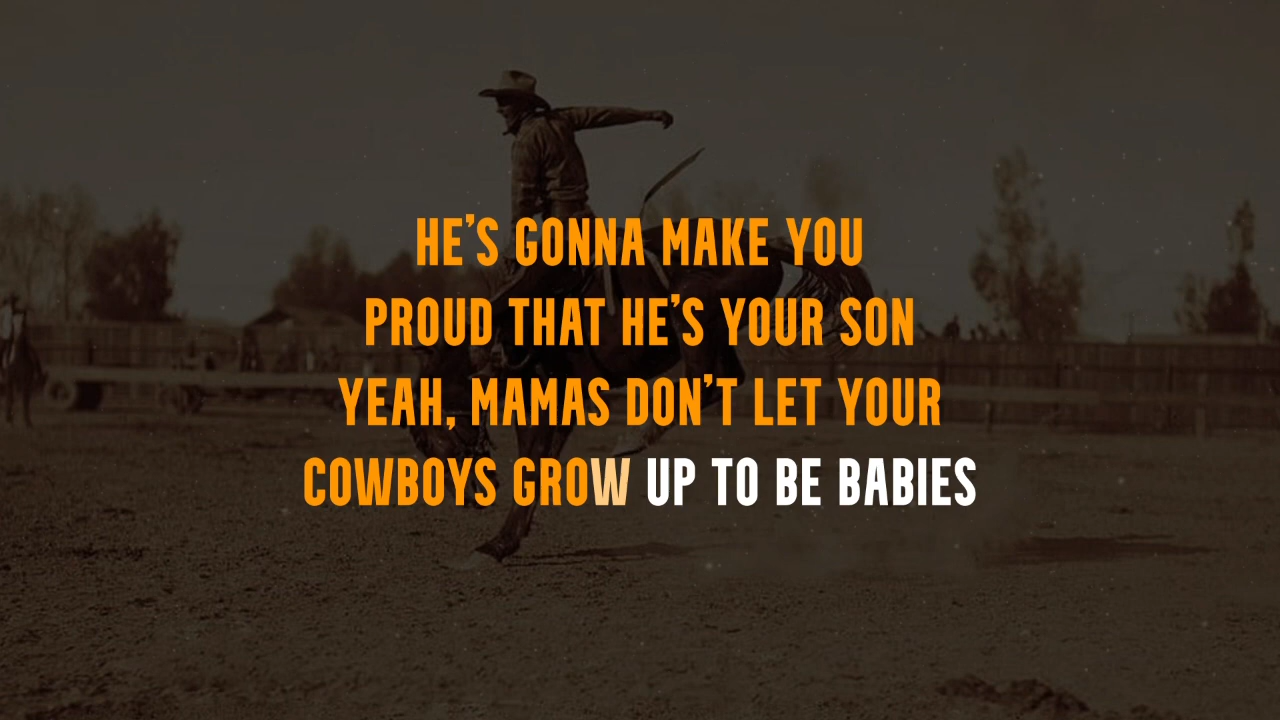 HE’S GONNA MAKE YOU
PROUD THAT HE’S YOUR SON
YEAH, MAMAS DON’T LET YOUR
COWBOYS GROW UP TO BE BABIES